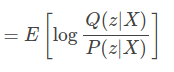 = E [ log Q(z|X) / P(z|X) ]